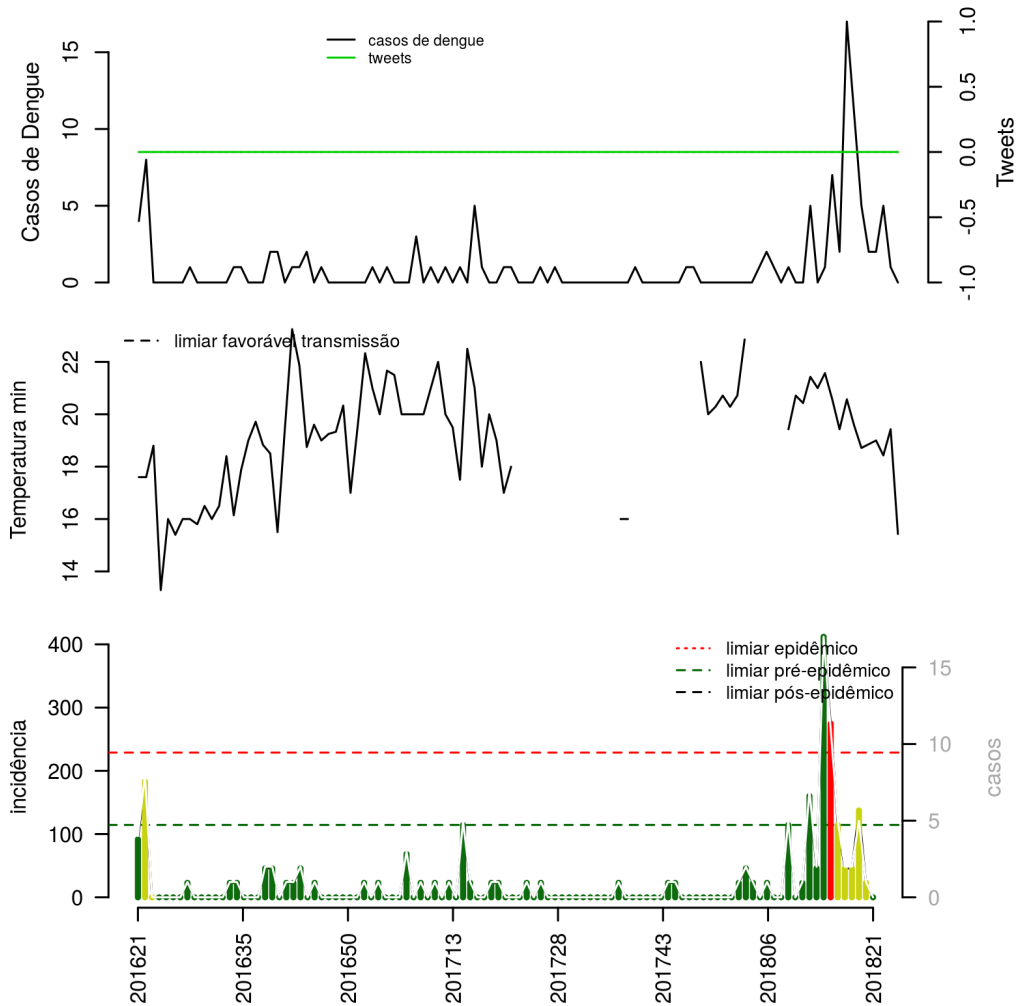 Casos de Dengue
0
5
10
15
casos de dengue
tweets
Tweets
-1.0
-0.5
0.0
0.5
1.0
Temperatura min
14
16
18
20
22
limiar favorável transmissão
incidência
0
100
200
300
400
limiar epidêmico
limiar pré-epidêmico
limiar pós-epidêmico
casos
0
5
10
15
201621
201635
201650
201713
201728
201743
201806
201821